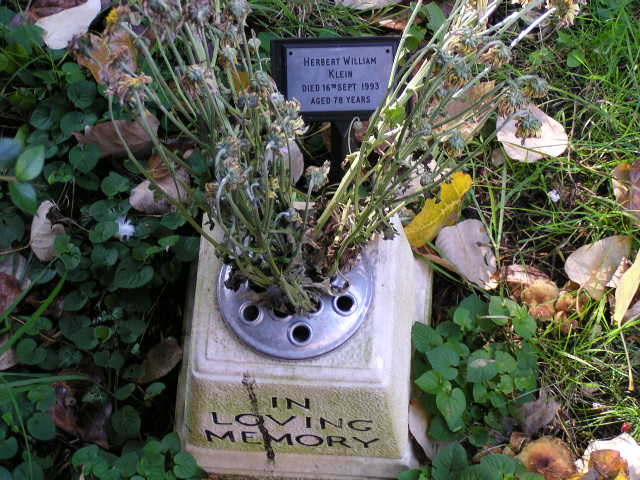 HERBERT WILLIAM
KLEIN
DIED 16TH SEPT 1993
AGED 78 YEARS
IN
LOVING
MEMORY